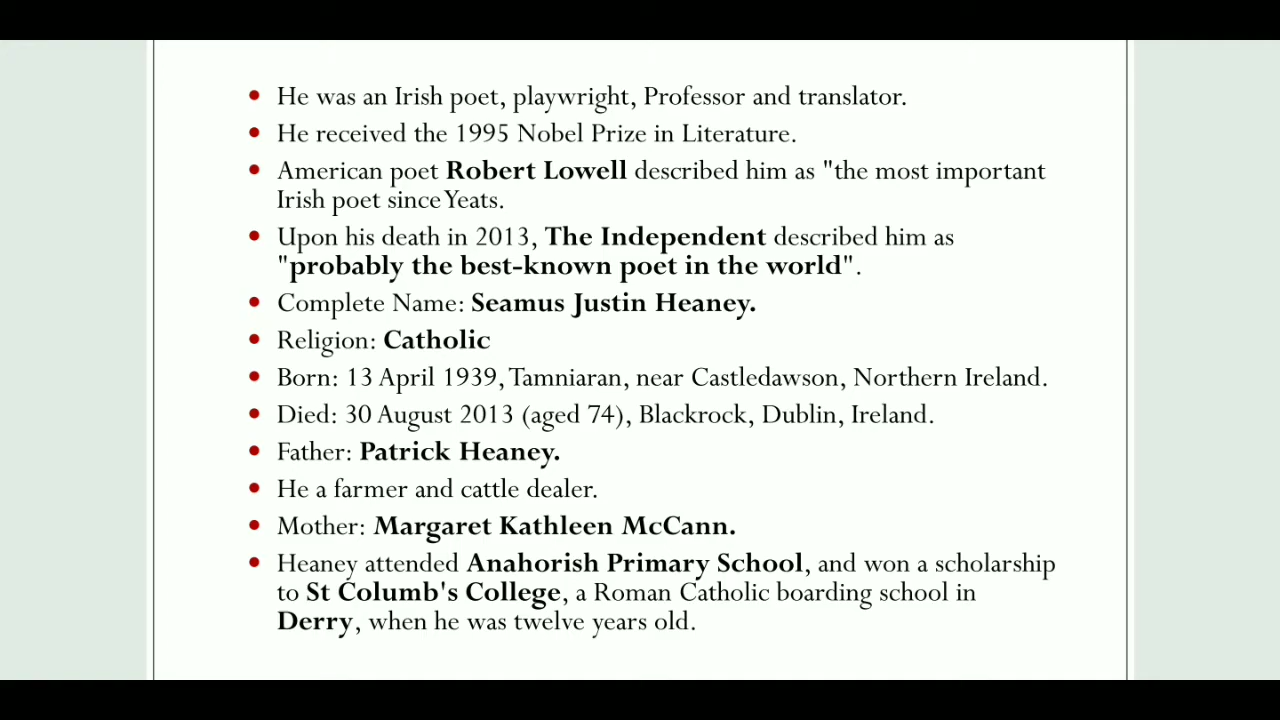 • He was an Irish poet, playwright, Professor and translator.
• He received the 1995 Nobel Prize in Literature.
• American poet Robert Lowell described him as "the most important
Irish poet since Yeats.
• Upon his death in 2013, The Independent described him as
"probably the best-known poet in the world".
• Complete Name: Seamus Justin Heaney.
• Religion: Catholic
• Born: 13 April 1939, Tamniaran, near Castledawson, Northern Ireland.
• Died: 30 August 2013 (aged 74), Blackrock, Dublin, Ireland.
• Father: Patrick Heaney.
• He a farmer and cattle dealer.
• Mother: Margaret Kathleen McCann.
• Heaney attended Anahorish Primary School, and won a scholarship
to St Columb's College, a Roman Catholic boarding school in
Derry, when he was twelve years old.